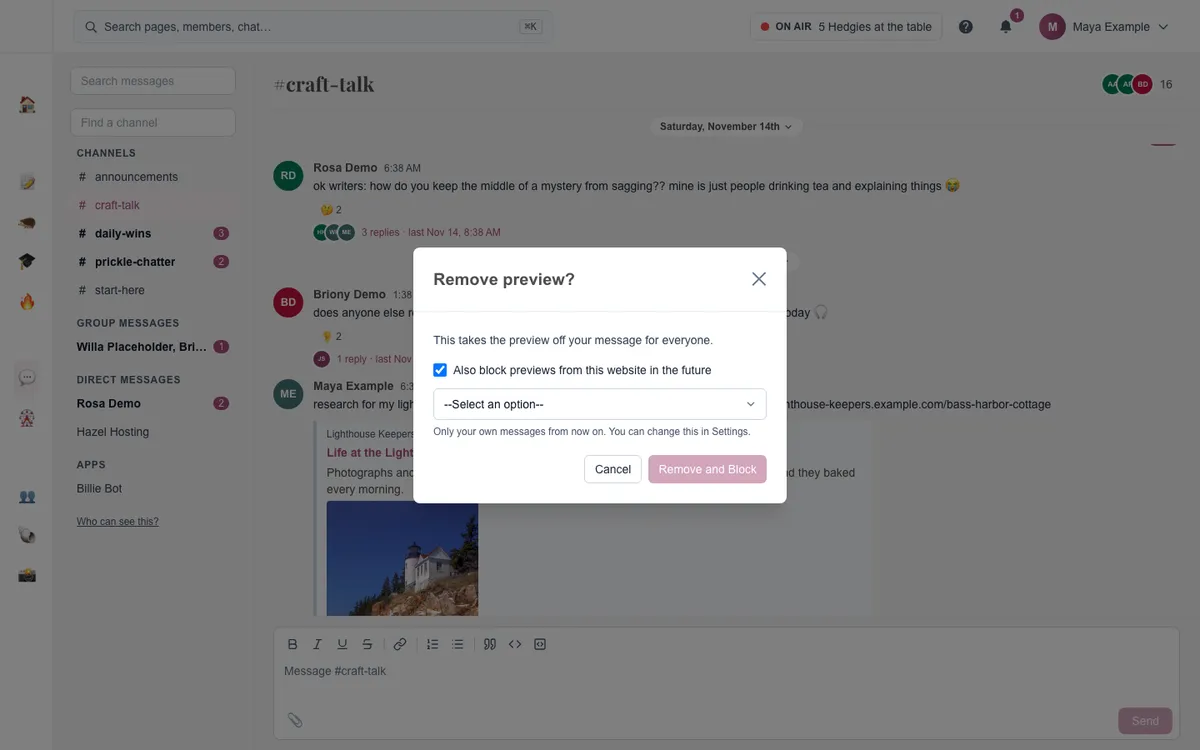 Search pages, members, chat…
⌘K
ON AIR 5 Hedgies at the table
1
M
Maya Example
Search messages
Find a channel
CHANNELS
# announcements
# craft-talk
# daily-wins 3
# prickle-chatter 2
# start-here
GROUP MESSAGES
Willa Placeholder, Bri... 1
DIRECT MESSAGES
Rosa Demo 2
Hazel Hosting
APPS
Billie Bot
Who can see this?
#craft-talk
BD 16
Saturday, November 14th
RD
Rosa Demo 6:38 AM
ok writers: how do you keep the middle of a mystery from sagging?? mine is just people drinking tea and explaining things
2
ME
3 replies · last Nov 14, 8:38 AM
BD
Briony Demo 1:38
does anyone else
oday
2
JS
1 reply · last Nov
ME
Maya Example
research for my
hthouse-keepers.example.com/bass-harbor-cottage
Lighthouse Keepers
Life at the Light
Photographs and
d they baked
every morning.
Remove preview?
This takes the preview off your message for everyone.
Also block previews from this website in the future
--Select an option--
Only your own messages from now on. You can change this in Settings.
Cancel
Remove and Block
Message #craft-talk
Send